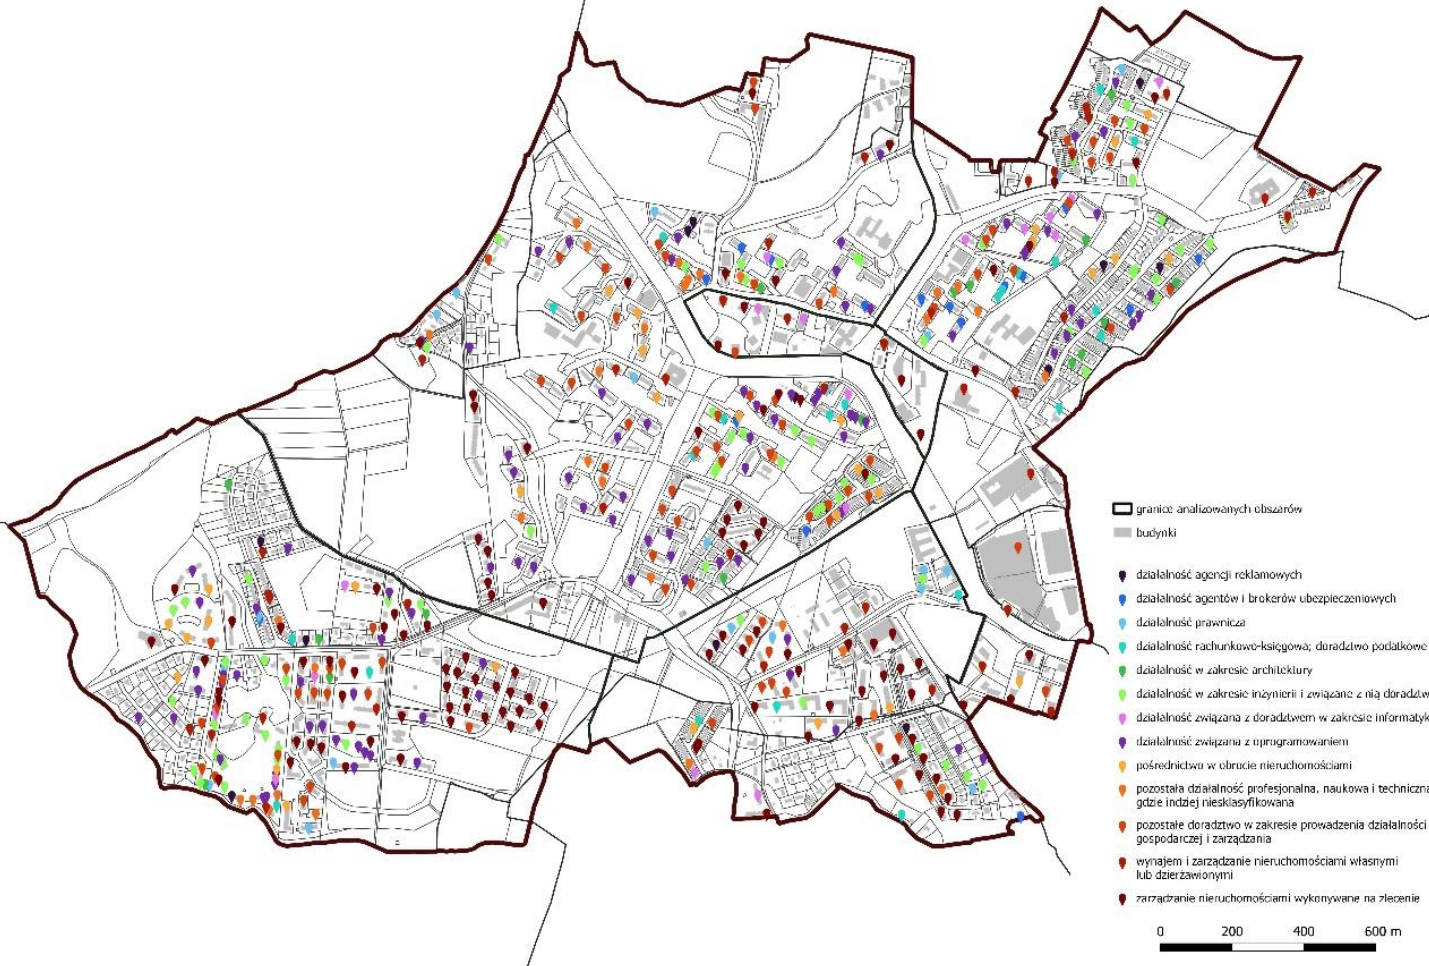 granice analizowanych obszarów
budynki
działalność agencji reklamowych
działalność agentów i brokerów ubezpieczeniowych
działalność prawnicza
działalność rachunkowo-księgowa; doradztwo podatkowe
działalność w zakresie architektury
działalność w zakresie inżynierii i związane z nią doradztw
działalność związana z doradztwem w zakresie informatyk
działalność związana z oprogramowaniem
pośrednictwo w obrocie nieruchomościami
pozostała działalność profesjonalna, naukowa i techniczna
gdzie indziej niesklasyfikowana
pozostałe doradztwo w zakresie prowadzenia działalności
gospodarczej i zarządzania
wynajem i zarządzanie nieruchomościami własnymi
lub dzierżawionymi
zarządzanie nieruchomościami wykonywane na zlecenie
0 200 400 600 m